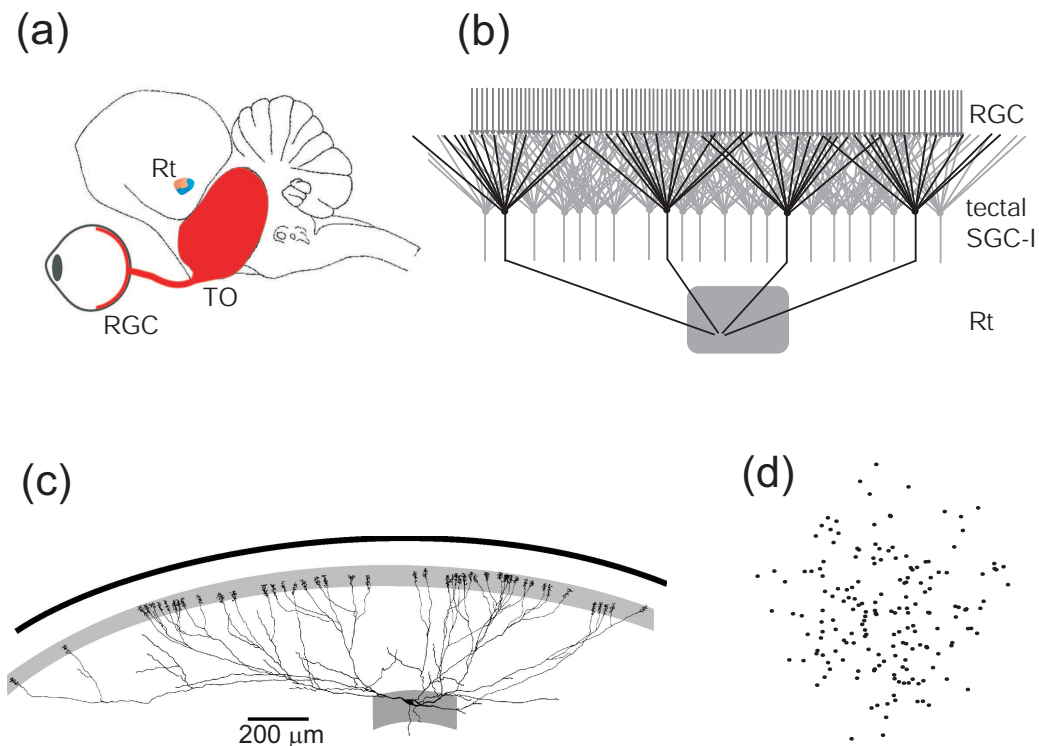 (a)
Rt
TO
RGC
(b)
RGC
tectal
SGC-I
Rt
(c)
200 μm
(d)